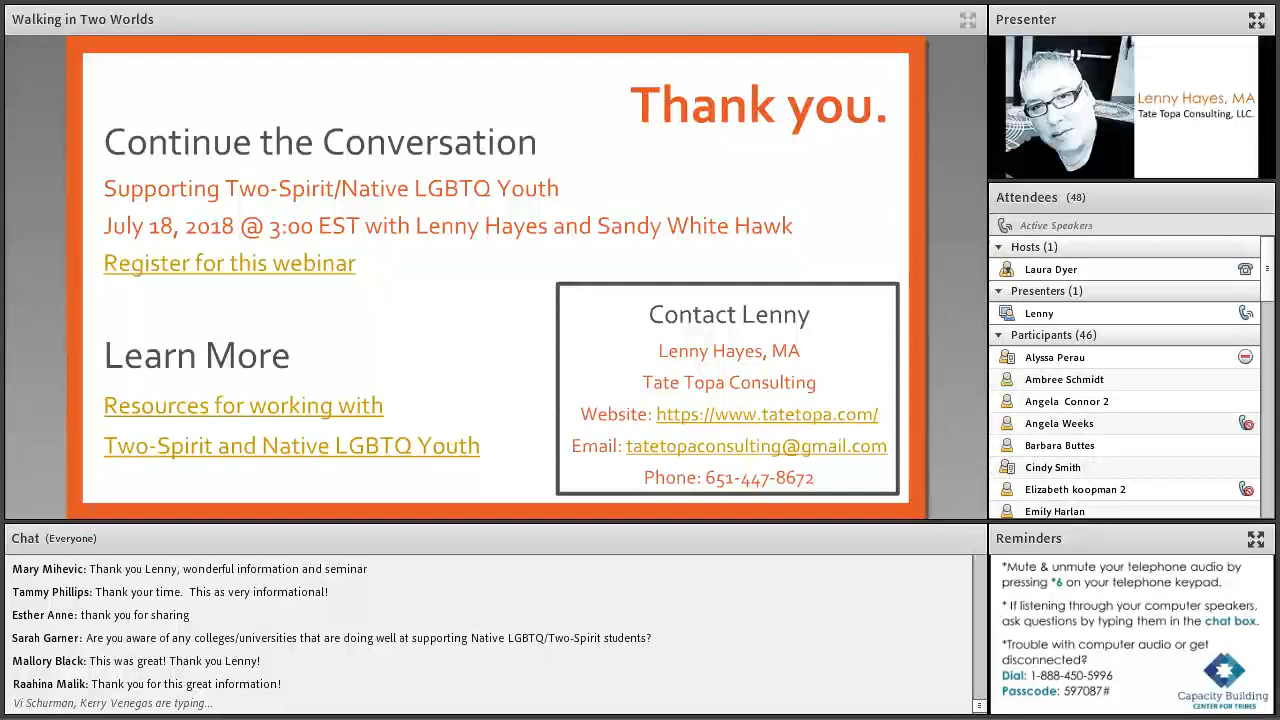 Walking in Two Worlds
Thank you.
Continue the Conversation
Supporting Two-Spirit/Native LGBTQ Youth
July 18, 2018 @ 3:00 EST with Lenny Hayes and Sandy White Hawk
Register for this webinar
Learn More
Resources for working with
Two-Spirit and Native LGBTQ Youth
Contact Lenny
Lenny Hayes, MA
Tate Topa Consulting
Website: https://www.tatetopa.com/
Email: tatetopaconsulting@gmail.com
Phone: 651-447-8672
Presenter
Lenny Hayes, MA
Tate Topa Consulting, LLC.
Attendees (48)
Active Speakers
Hosts (1)
Laura Dyer
Presenters (1)
Lenny
Participants (46)
Alyssa Perau
Ambree Schmidt
Angela Connor 2
Angela Weeks
Barbara Buttes
Cindy Smith
Elizabeth koopman 2
Emily Harlan
Chat (Everyone)
Mary Mihevic: Thank you Lenny, wonderful information and seminar
Tammy Phillips: Thank your time. This as very informational!
Esther Anne: thank you for sharing
Sarah Garner: Are you aware of any colleges/universities that are doing well at supporting Native LGBTQ/Two-Spirit students?
Mallory Black: This was great! Thank you Lenny!
Raahina Malik: Thank you for this great information!
Vi Schurman, Kerry Venegas are typing...
Reminders
*Mute & unmute your telephone audio by
pressing *6 on your telephone keypad.
* If listening through your computer speakers,
ask questions by typing them in the chat box.
*Trouble with computer audio or get
disconnected?
Dial: 1-888-450-5996
Passcode: 597087#
Capacity Building
CENTER FOR TRIBES